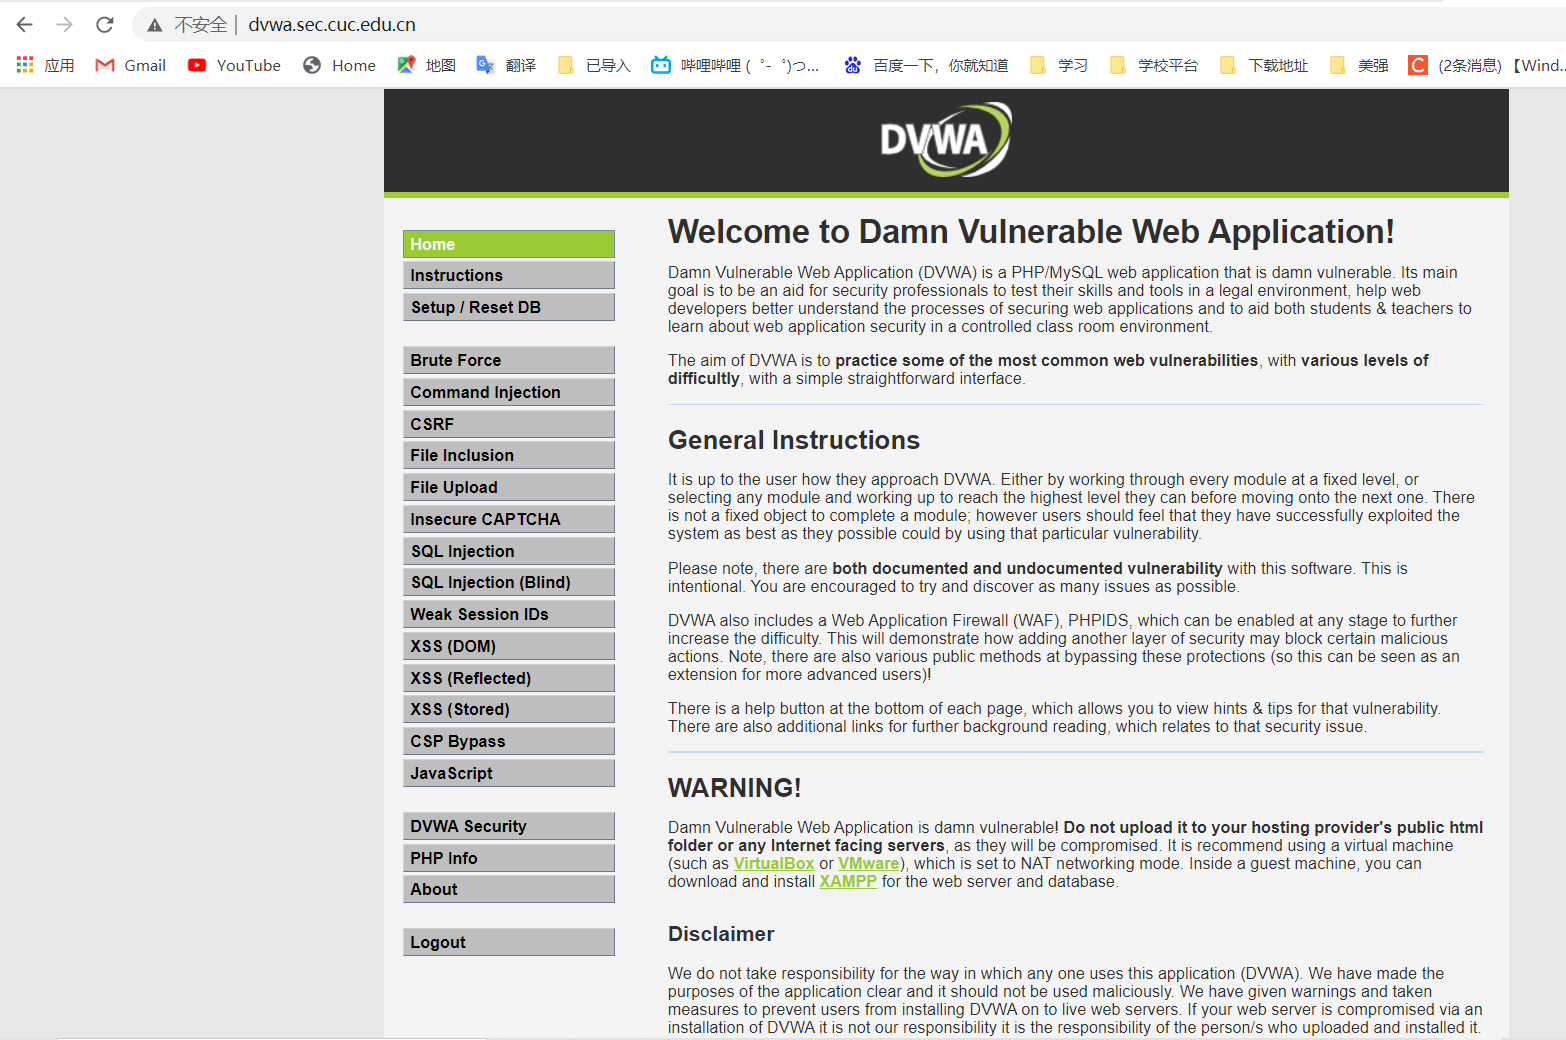 不安全 | dvwa.sec.cuc.edu.cn
应用 Gmail YouTube Home 地图 翻译 已导入 哔哩哔哩 ( ゜- ゜)つ... 百度一下，你就知道 学习 学校平台 下载地址 美强 (2条消息) 【Wind...
DVWA
Home
Instructions
Setup / Reset DB
Brute Force
Command Injection
CSRF
File Inclusion
File Upload
Insecure CAPTCHA
SQL Injection
SQL Injection (Blind)
Weak Session IDs
XSS (DOM)
XSS (Reflected)
XSS (Stored)
CSP Bypass
JavaScript
DVWA Security
PHP Info
About
Logout
Welcome to Damn Vulnerable Web Application!
Damn Vulnerable Web Application (DVWA) is a PHP/MySQL web application that is damn vulnerable. Its main
goal is to be an aid for security professionals to test their skills and tools in a legal environment, help web
developers better understand the processes of securing web applications and to aid both students & teachers to
learn about web application security in a controlled class room environment.
The aim of DVWA is to practice some of the most common web vulnerabilities, with various levels of
difficultly, with a simple straightforward interface.
General Instructions
It is up to the user how they approach DVWA. Either by working through every module at a fixed level, or
selecting any module and working up to reach the highest level they can before moving onto the next one. There
is not a fixed object to complete a module; however users should feel that they have successfully exploited the
system as best as they possible could by using that particular vulnerability.
Please note, there are both documented and undocumented vulnerability with this software. This is
intentional. You are encouraged to try and discover as many issues as possible.
DVWA also includes a Web Application Firewall (WAF), PHPIDS, which can be enabled at any stage to further
increase the difficulty. This will demonstrate how adding another layer of security may block certain malicious
actions. Note, there are also various public methods at bypassing these protections (so this can be seen as an
extension for more advanced users)!
There is a help button at the bottom of each page, which allows you to view hints & tips for that vulnerability.
There are also additional links for further background reading, which relates to that security issue.
WARNING!
Damn Vulnerable Web Application is damn vulnerable! Do not upload it to your hosting provider's public html
folder or any Internet facing servers, as they will be compromised. It is recommend using a virtual machine
(such as VirtualBox or VMware), which is set to NAT networking mode. Inside a guest machine, you can
download and install XAMPP for the web server and database.
Disclaimer
We do not take responsibility for the way in which any one uses this application (DVWA). We have made the
purposes of the application clear and it should not be used maliciously. We have given warnings and taken
measures to prevent users from installing DVWA on to live web servers. If your web server is compromised via an
installation of DVWA it is not our responsibility it is the responsibility of the person/s who uploaded and installed it.